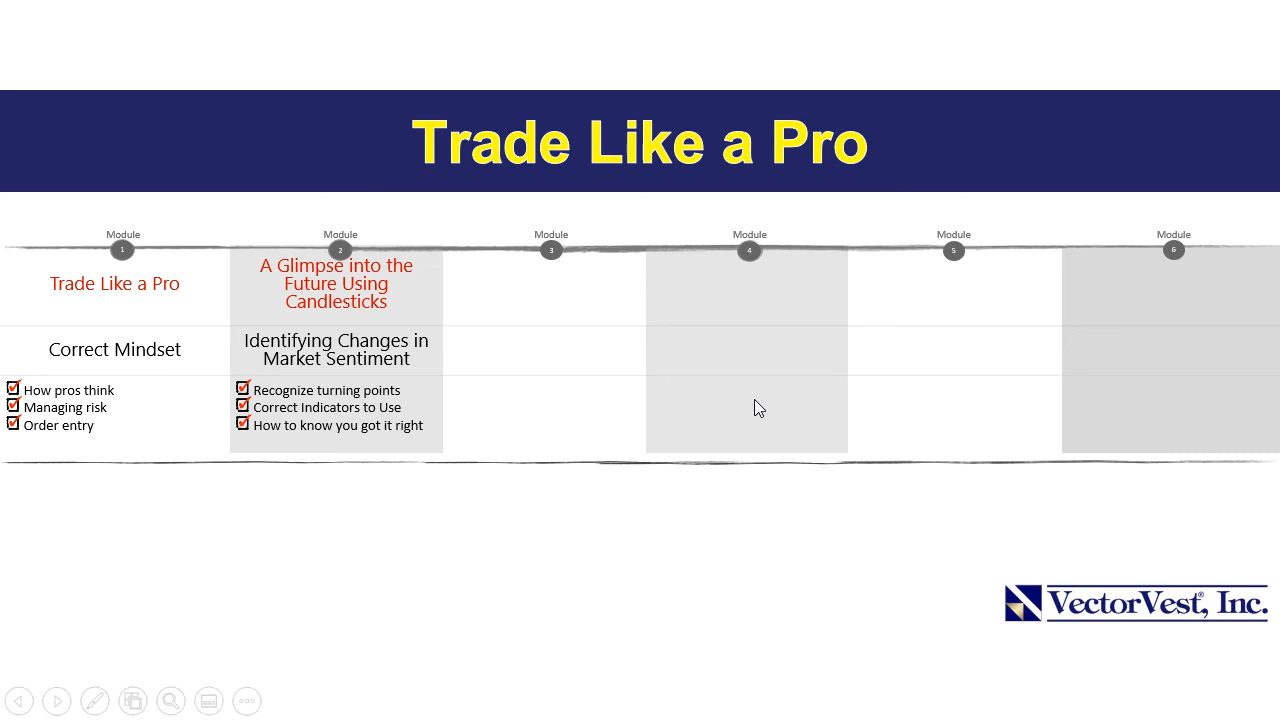 Trade Like a Pro
Module Module Module Module Module Module
1 2 3 4 5 6
Trade Like a Pro
A Glimpse into the
Future Using
Candlesticks
Correct Mindset
Identifying Changes in
Market Sentiment
How pros think
Managing risk
Order entry
Recognize turning points
Correct Indicators to Use
How to know you got it right
VectorVest®, Inc.